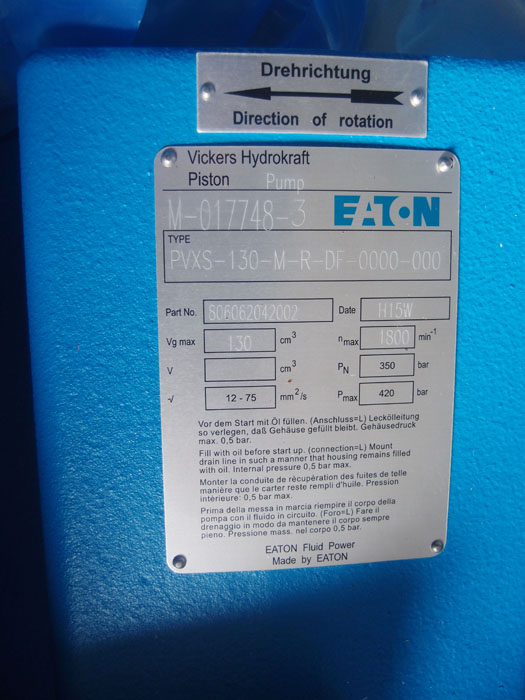 Drehrichtung
Direction of rotation
Vickers Hydrokraft
Piston Pump
M-017748-3 EATON
TYPE
PVXS-130-M-R-DF-0000-000
Part No. 606062042002 Date H15W
Vg max 130 cm³ nmax 1800 min⁻¹
V cm³ PN 350 bar
√ 12 - 75 mm²/s Pmax 420 bar
Vor dem Start mit Öl füllen. (Anschluss=L) Leckölleitung
so verlegen, daß Gehäuse gefüllt bleibt. Gehäusedruck
max. 0,5 bar.
Fill with oil before start up. (connection=L) Mount
drain line in such a manner that housing remains filled
with oil. Internal pressure 0,5 bar max.
Monter la conduite de récupération des fuites de telle
manière que le carter reste rempli d'huile. Pression
intérieure: 0,5 bar max.
Prima della messa in marcia riempire il corpo della
pompa con il fluido in circuito. (Foro=L) Fare il
drenaggio in modo da mantenere il corpo sempre
pieno. Pressione mass. nel corpo 0,5 bar.
EATON Fluid Power
Made by EATON